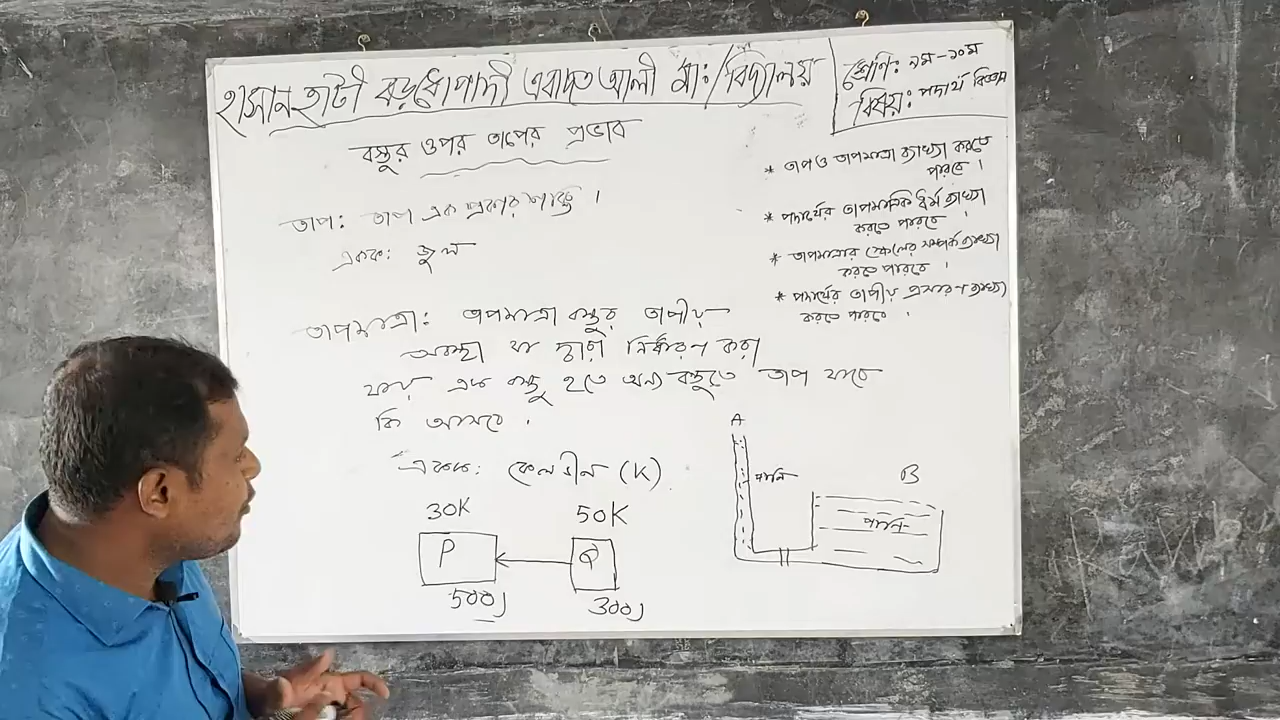 হাসানহাটী বড়ধোপাদী এবাদত আলী মাঃ/বিদ্যালয়
শ্রেণি: ৯ম-১০ম
বিষয়: পদার্থ বিজ্ঞান
বস্তুর ওপর তাপের প্রভাব
তাপ: তাপ এক প্রকার শক্তি ।
একক: জুল
তাপমাত্রা: তাপমাত্রা বস্তুর তাপীয়
অবস্থা যা দ্বারা নির্ধারণ করা
যায় এক বস্তু হতে অন্য বস্তুতে তাপ যাবে
কি আসবে ।
একক: কেলভীন (K)
30K
50K
P
Q
500J
300J
* তাপ ও তাপমাত্রা ব্যাখ্যা করতে
পারবে ।
* পদার্থের তাপমানিক ধর্ম ব্যাখ্যা
করতে পারবে ।
* তাপমাত্রার স্কেলের সম্পর্ক ব্যাখ্যা
করতে পারবে ।
* পদার্থের তাপীয় প্রসারণ ব্যাখ্যা
করতে পারবে ।
A
পানি
B
পানি